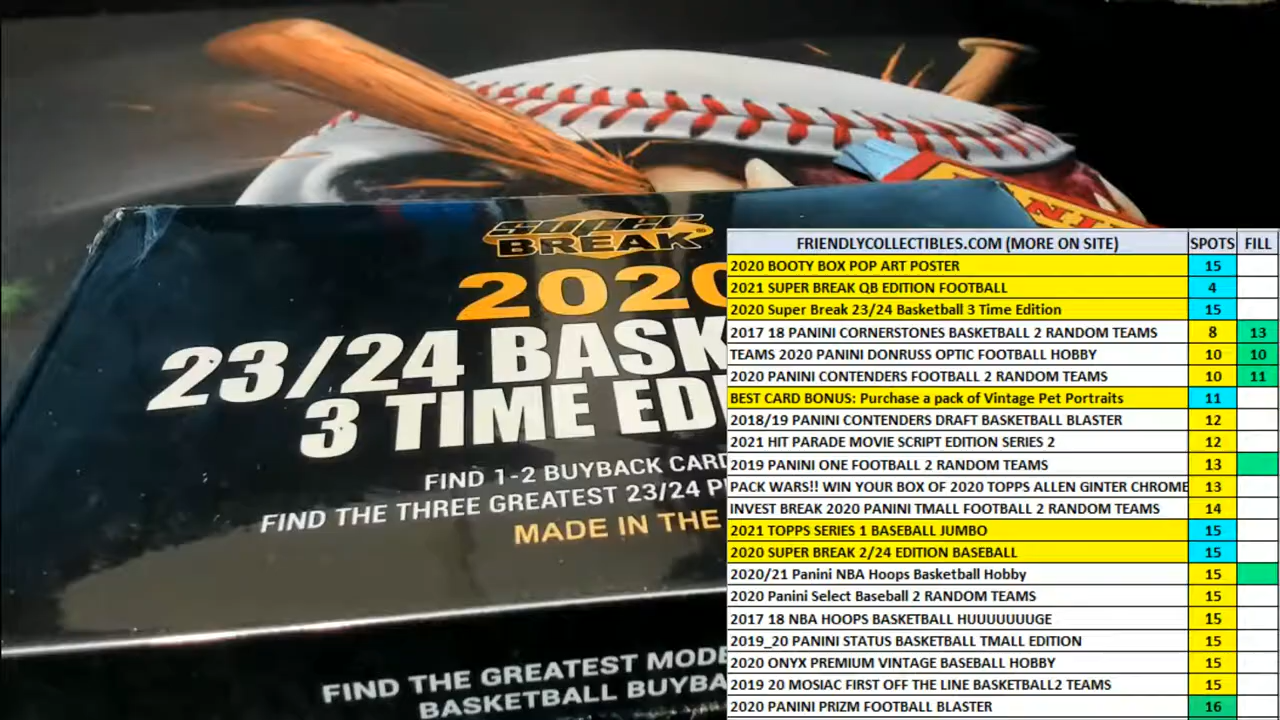 SUPER
BREAK
2020
23/24 BASK
3 TIME EDI
FIND 1-2 BUYBACK CARD
FIND THE THREE GREATEST 23/24 P
MADE IN THE
FIND THE GREATEST MODE
BASKETBALL BUYBA
FRIENDLYCOLLECTIBLES.COM (MORE ON SITE) SPOTS FILL
2020 BOOTY BOX POP ART POSTER 15
2021 SUPER BREAK QB EDITION FOOTBALL 4
2020 Super Break 23/24 Basketball 3 Time Edition 15
2017 18 PANINI CORNERSTONES BASKETBALL 2 RANDOM TEAMS 8 13
TEAMS 2020 PANINI DONRUSS OPTIC FOOTBALL HOBBY 10 10
2020 PANINI CONTENDERS FOOTBALL 2 RANDOM TEAMS 10 11
BEST CARD BONUS: Purchase a pack of Vintage Pet Portraits 11
2018/19 PANINI CONTENDERS DRAFT BASKETBALL BLASTER 12
2021 HIT PARADE MOVIE SCRIPT EDITION SERIES 2 12
2019 PANINI ONE FOOTBALL 2 RANDOM TEAMS 13
PACK WARS!! WIN YOUR BOX OF 2020 TOPPS ALLEN GINTER CHROME 13
INVEST BREAK 2020 PANINI TMALL FOOTBALL 2 RANDOM TEAMS 14
2021 TOPPS SERIES 1 BASEBALL JUMBO 15
2020 SUPER BREAK 2/24 EDITION BASEBALL 15
2020/21 Panini NBA Hoops Basketball Hobby 15
2020 Panini Select Baseball 2 RANDOM TEAMS 15
2017 18 NBA HOOPS BASKETBALL HUUUUUUUGE 15
2019_20 PANINI STATUS BASKETBALL TMALL EDITION 15
2020 ONYX PREMIUM VINTAGE BASEBALL HOBBY 15
2019 20 MOSIAC FIRST OFF THE LINE BASKETBALL2 TEAMS 15
2020 PANINI PRIZM FOOTBALL BLASTER 16